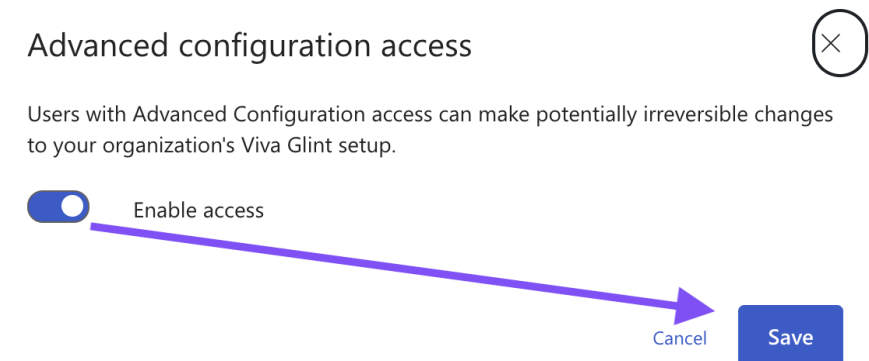 Advanced configuration access
Users with Advanced Configuration access can make potentially irreversible changes
to your organization's Viva Glint setup.
Enable access
Cancel
Save